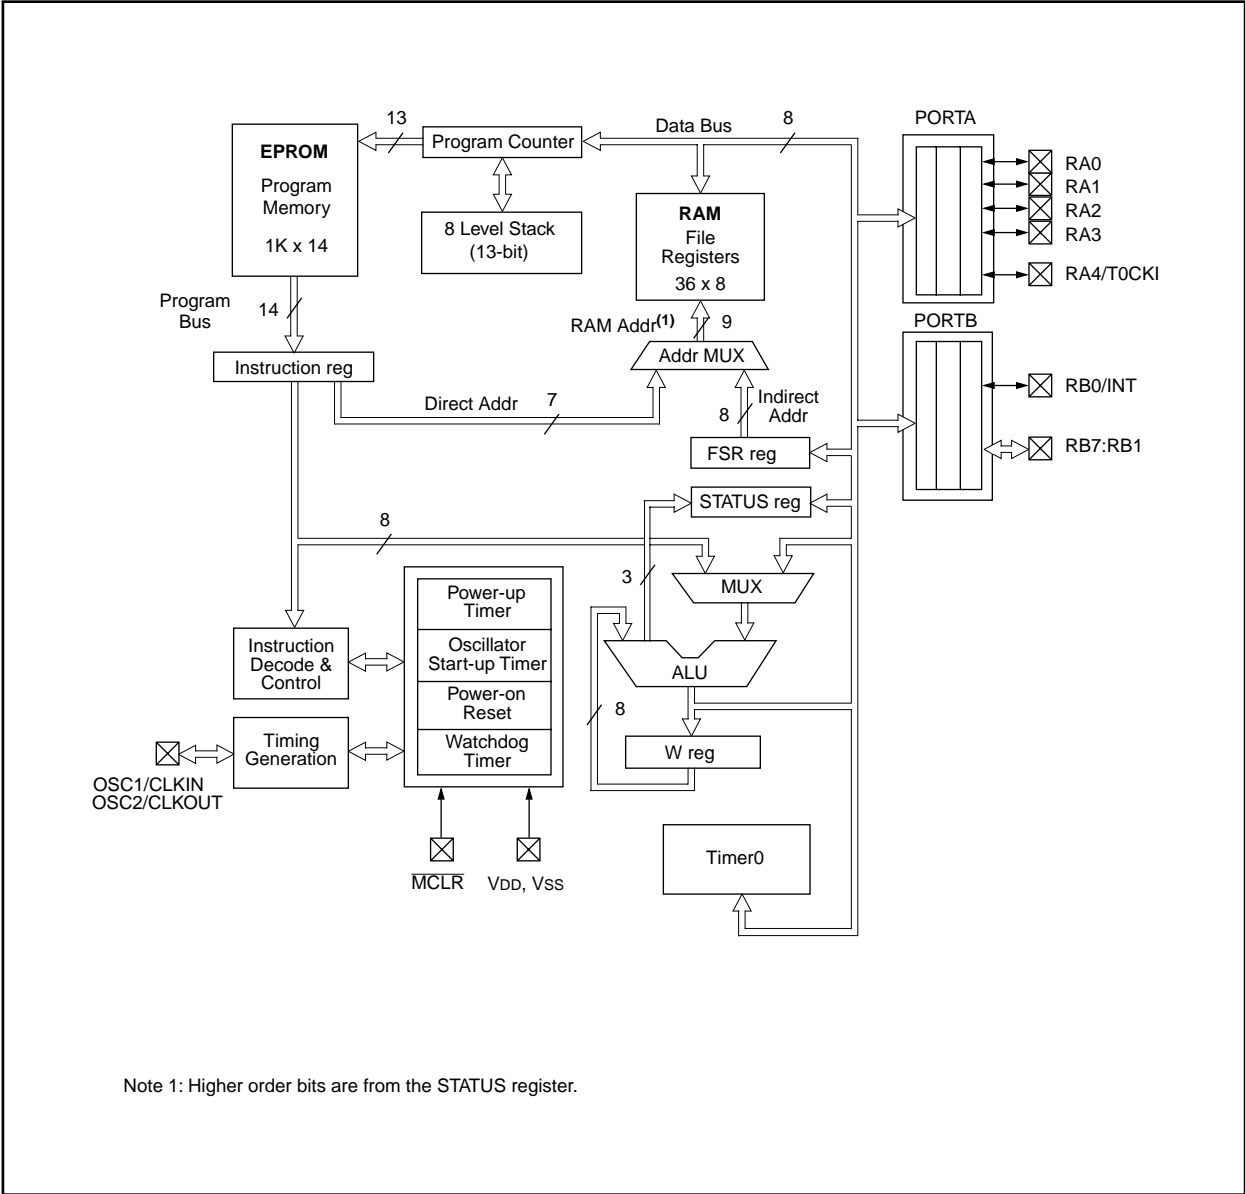 13
Program Counter
Data Bus
8
PORTA
EPROM
Program
Memory
1K x 14
8 Level Stack
(13-bit)
RAM
File
Registers
36 x 8
RA0
RA1
RA2
RA3
RA4/T0CKI
Program
Bus
14
RAM Addr(1)
9
PORTB
Instruction reg
Addr MUX
Direct Addr
7
8
Indirect
Addr
RB0/INT
FSR reg
RB7:RB1
STATUS reg
8
3
MUX
Power-up
Timer
Instruction
Decode &
Control
Oscillator
Start-up Timer
ALU
Power-on
Reset
8
Timing
Generation
Watchdog
Timer
W reg
OSC1/CLKIN
OSC2/CLKOUT
Timer0
MCLR
VDD, VSS
Note 1: Higher order bits are from the STATUS register.